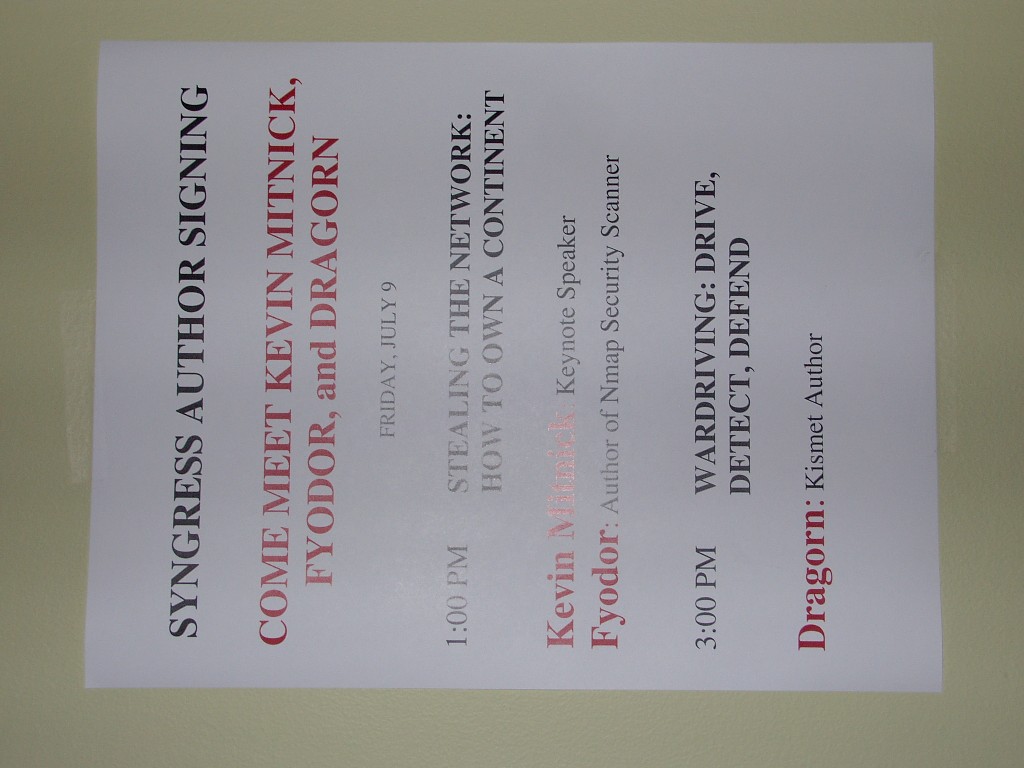 SYNGRESS AUTHOR SIGNING
COME MEET KEVIN MITNICK,
FYODOR, and DRAGORN
FRIDAY, JULY 9
1:00 PM STEALING THE NETWORK:
HOW TO OWN A CONTINENT
Kevin Mitnick: Keynote Speaker
Fyodor: Author of Nmap Security Scanner
3:00 PM WARDRIVING: DRIVE,
DETECT, DEFEND
Dragorn: Kismet Author